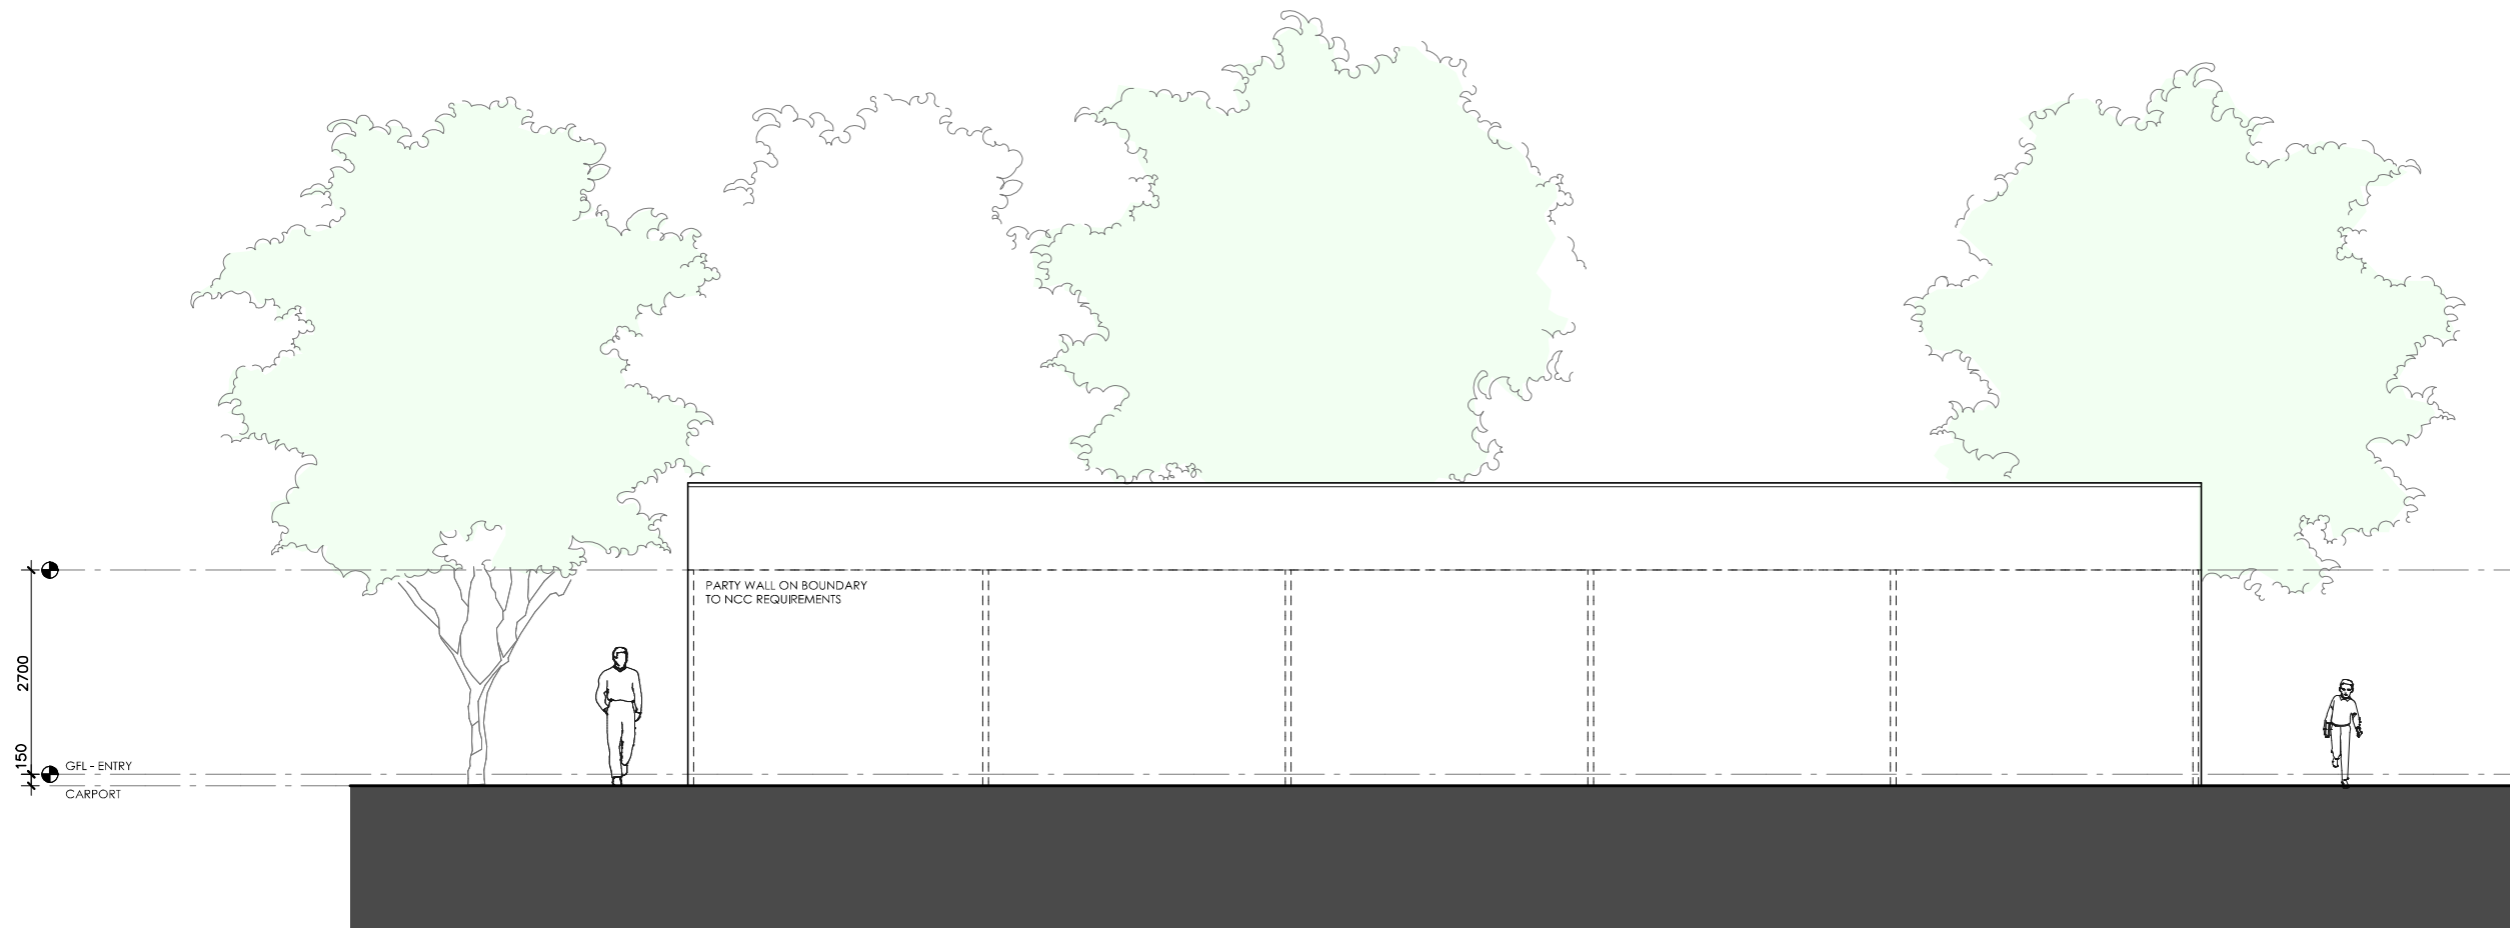 PARTY WALL ON BOUNDARY
TO NCC REQUIREMENTS
2700
150
GFL - ENTRY
CARPORT